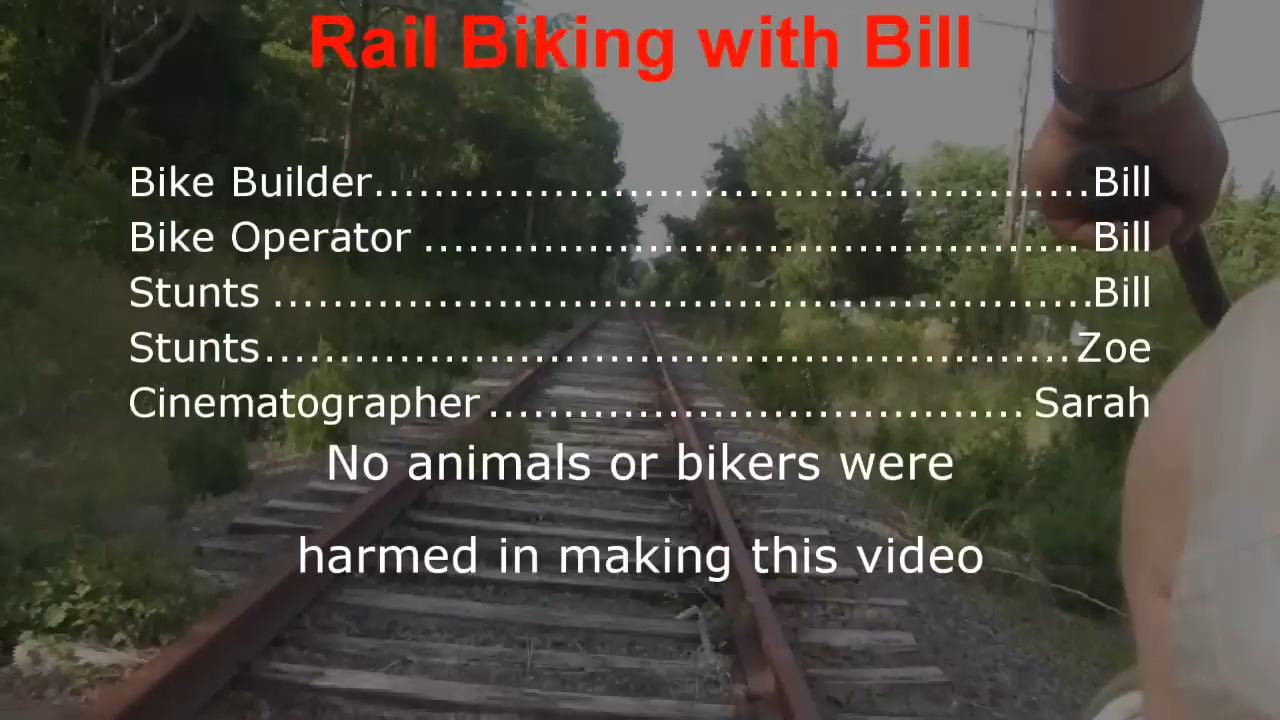 Rail Biking with Bill
Bike Builder.................................................Bill
Bike Operator ............................................. Bill
Stunts ........................................................Bill
Stunts.......................................................Zoe
Cinematographer ..................................... Sarah
No animals or bikers were
harmed in making this video